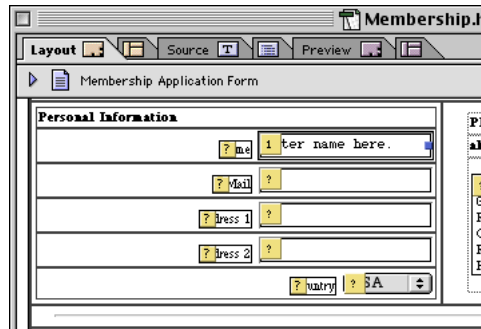 Membership.h
Layout Source T Preview
Membership Application Form
Personal Information
? me 1 ter name here.
? Mail ?
? dress 1 ?
? dress 2 ?
? untry ? SA